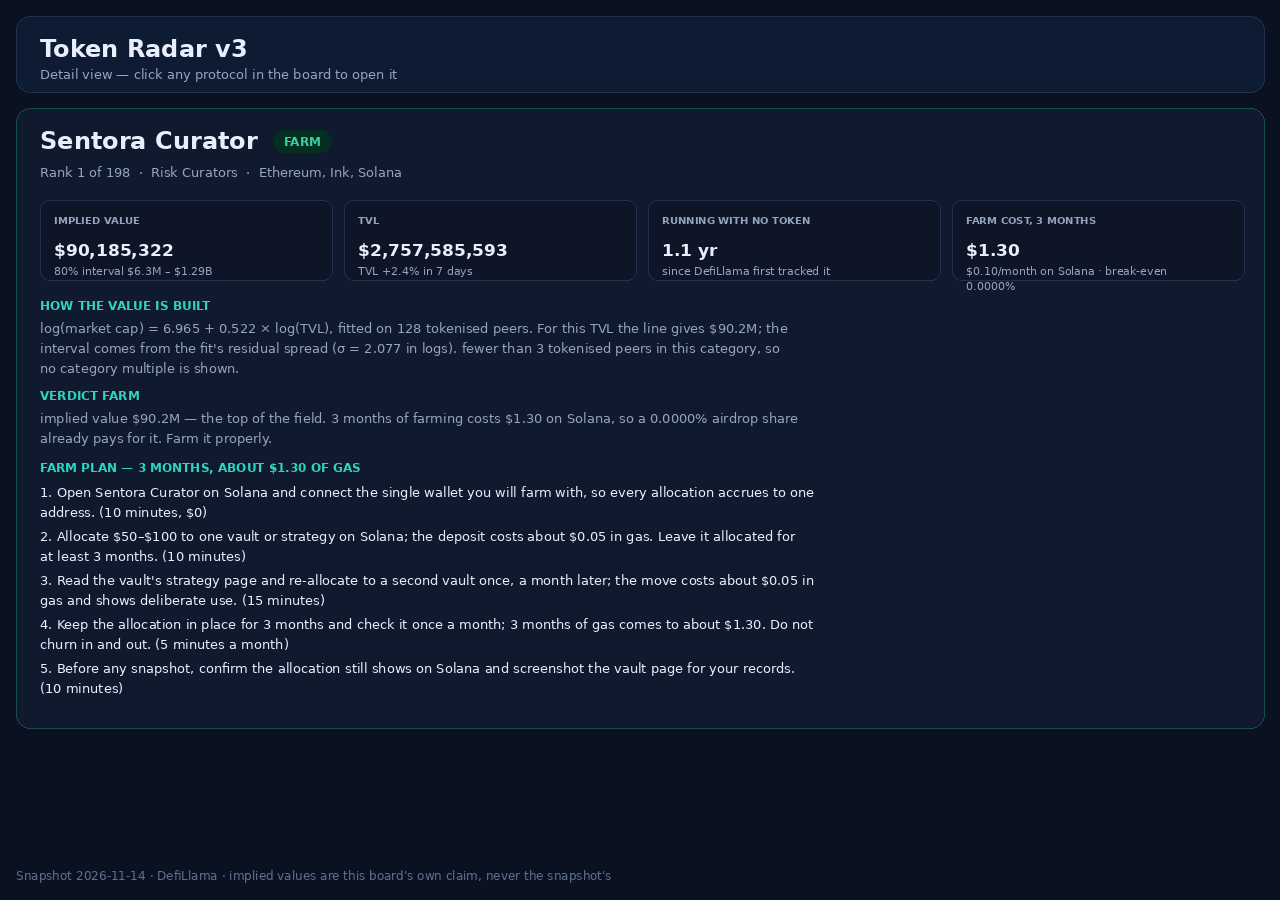 Token Radar v3
Detail view — click any protocol in the board to open it
Sentora Curator FARM
Rank 1 of 198 · Risk Curators · Ethereum, Ink, Solana
IMPLIED VALUE
$90,185,322
80% interval $6.3M – $1.29B
TVL
$2,757,585,593
TVL +2.4% in 7 days
RUNNING WITH NO TOKEN
1.1 yr
since DefiLlama first tracked it
FARM COST, 3 MONTHS
$1.30
$0.10/month on Solana · break-even
0.0000%
HOW THE VALUE IS BUILT
log(market cap) = 6.965 + 0.522 × log(TVL), fitted on 128 tokenised peers. For this TVL the line gives $90.2M; the
interval comes from the fit's residual spread (σ = 2.077 in logs). fewer than 3 tokenised peers in this category, so
no category multiple is shown.
VERDICT FARM
implied value $90.2M — the top of the field. 3 months of farming costs $1.30 on Solana, so a 0.0000% airdrop share
already pays for it. Farm it properly.
FARM PLAN — 3 MONTHS, ABOUT $1.30 OF GAS
1. Open Sentora Curator on Solana and connect the single wallet you will farm with, so every allocation accrues to one
address. (10 minutes, $0)
2. Allocate $50–$100 to one vault or strategy on Solana; the deposit costs about $0.05 in gas. Leave it allocated for
at least 3 months. (10 minutes)
3. Read the vault's strategy page and re-allocate to a second vault once, a month later; the move costs about $0.05 in
gas and shows deliberate use. (15 minutes)
4. Keep the allocation in place for 3 months and check it once a month; 3 months of gas comes to about $1.30. Do not
churn in and out. (5 minutes a month)
5. Before any snapshot, confirm the allocation still shows on Solana and screenshot the vault page for your records.
(10 minutes)
Snapshot 2026-11-14 · DefiLlama · implied values are this board's own claim, never the snapshot's